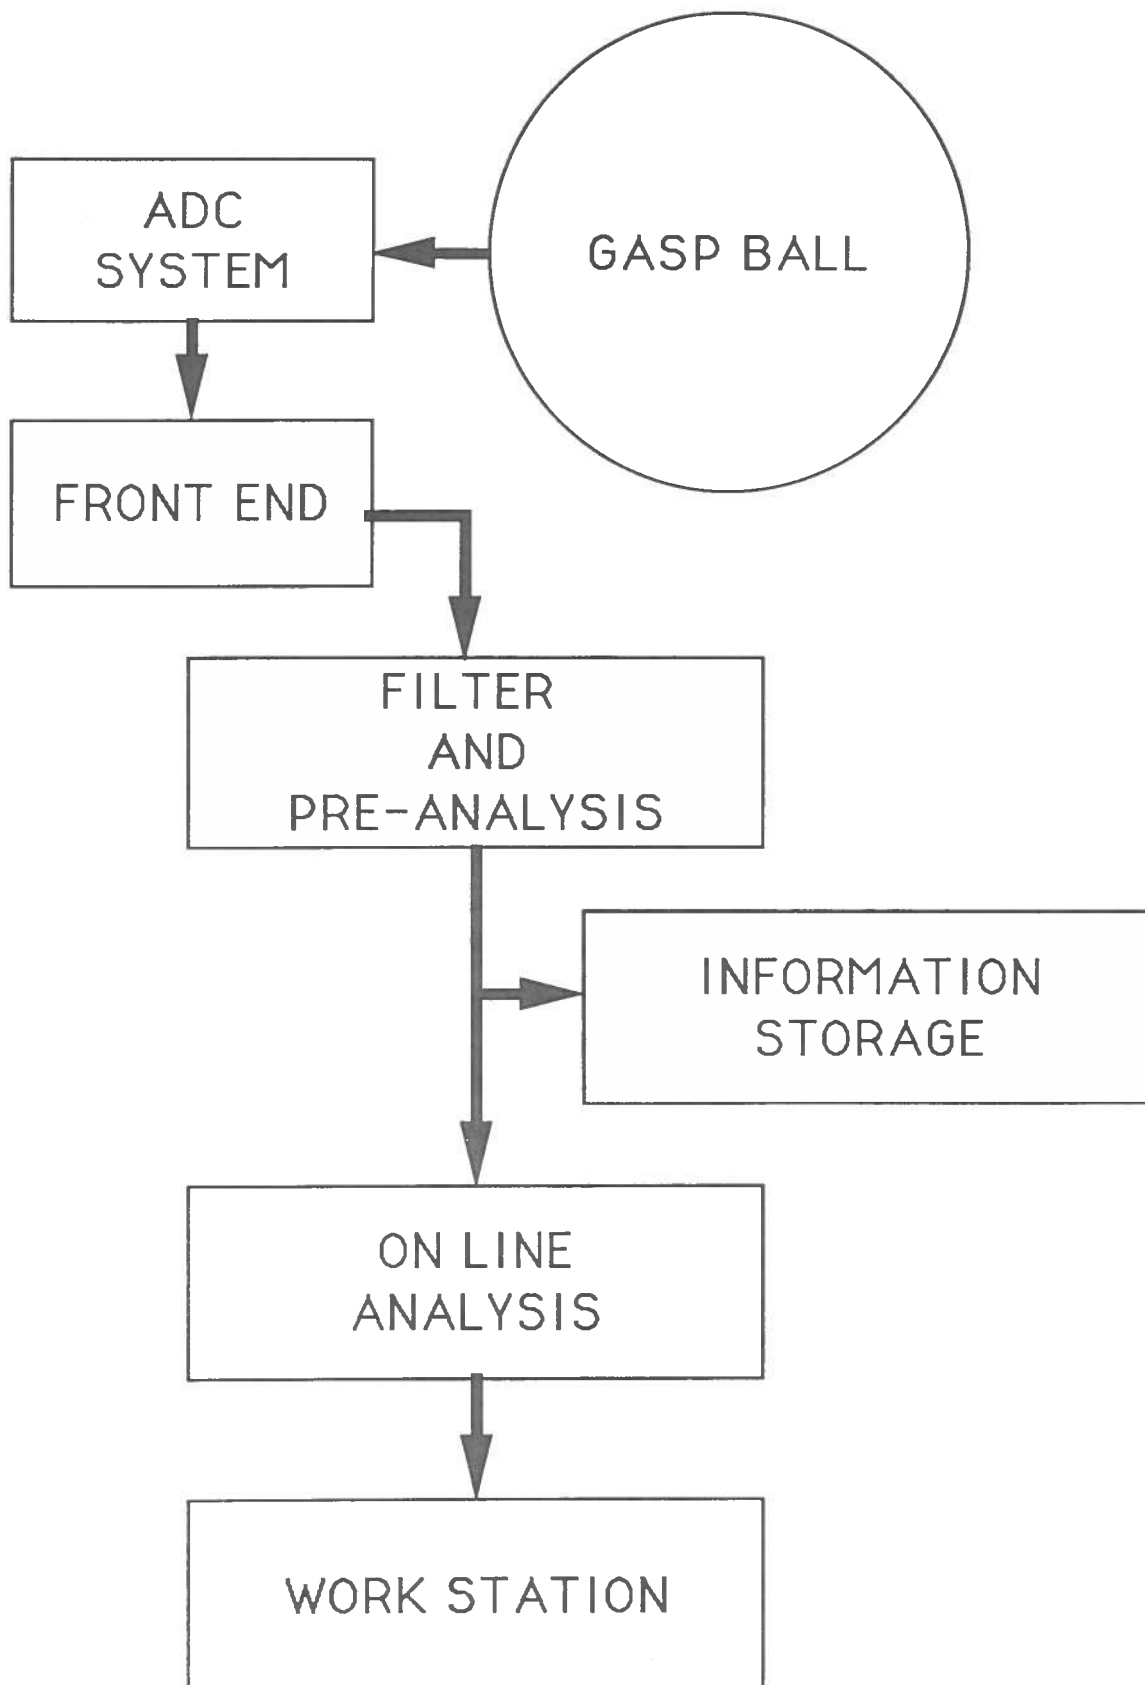 GASP BALL
ADC
SYSTEM
FRONT END
FILTER
AND
PRE-ANALYSIS
INFORMATION
STORAGE
ON LINE
ANALYSIS
WORK STATION